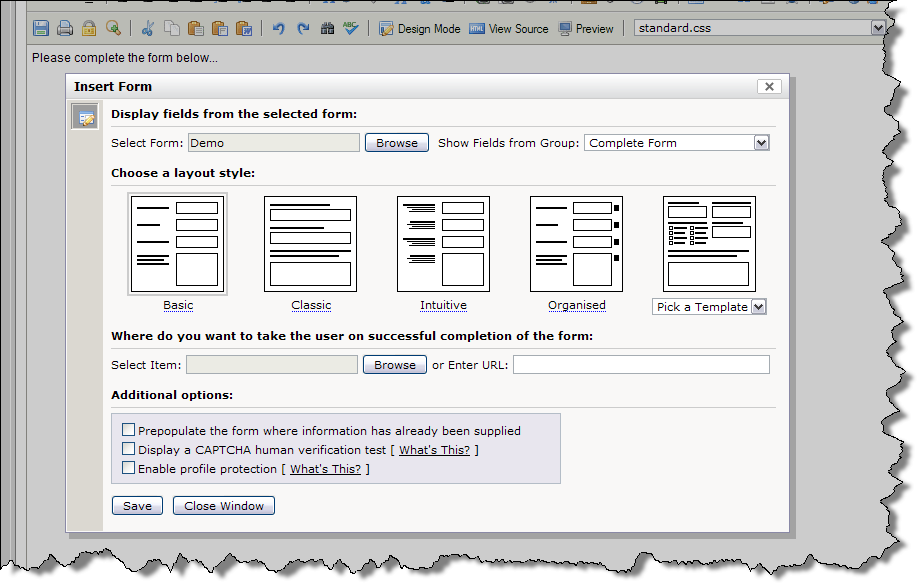 Design Mode View Source Preview standard.css
Please complete the form below...
Insert Form
Display fields from the selected form:
Select Form: Demo Browse Show Fields from Group: Complete Form
Choose a layout style:
Basic Classic Intuitive Organised Pick a Template
Where do you want to take the user on successful completion of the form:
Select Item: Browse or Enter URL:
Additional options:
Prepopulate the form where information has already been supplied
Display a CAPTCHA human verification test [ What's This? ]
Enable profile protection [ What's This? ]
Save Close Window